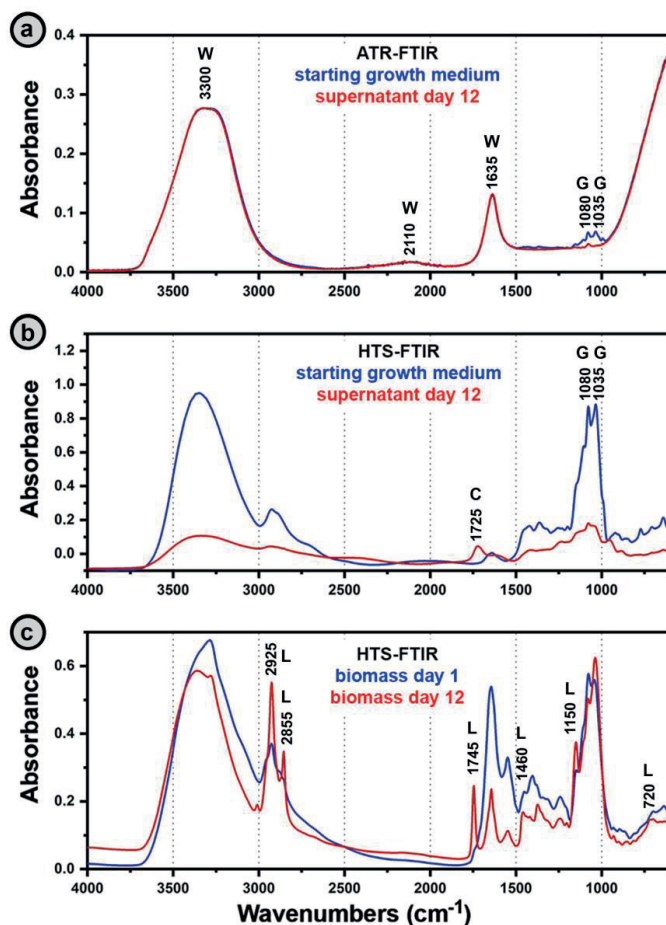 a
ATR-FTIR
starting growth medium
supernatant day 12
W
3300
W
2110
W
1635
G G
1080
1035
Absorbance
0.4
0.3
0.2
0.1
0.0
4000 3500 3000 2500 2000 1500 1000
b
HTS-FTIR
starting growth medium
supernatant day 12
G G
1080
1035
C
1725
Absorbance
1.2
1.0
0.8
0.6
0.4
0.2
0.0
4000 3500 3000 2500 2000 1500 1000
c
HTS-FTIR
biomass day 1
biomass day 12
2925 L
2855 L
1745 L
1460 L
1150 L
720 L
Absorbance
0.6
0.4
0.2
0.0
4000 3500 3000 2500 2000 1500 1000
Wavenumbers (cm⁻¹)